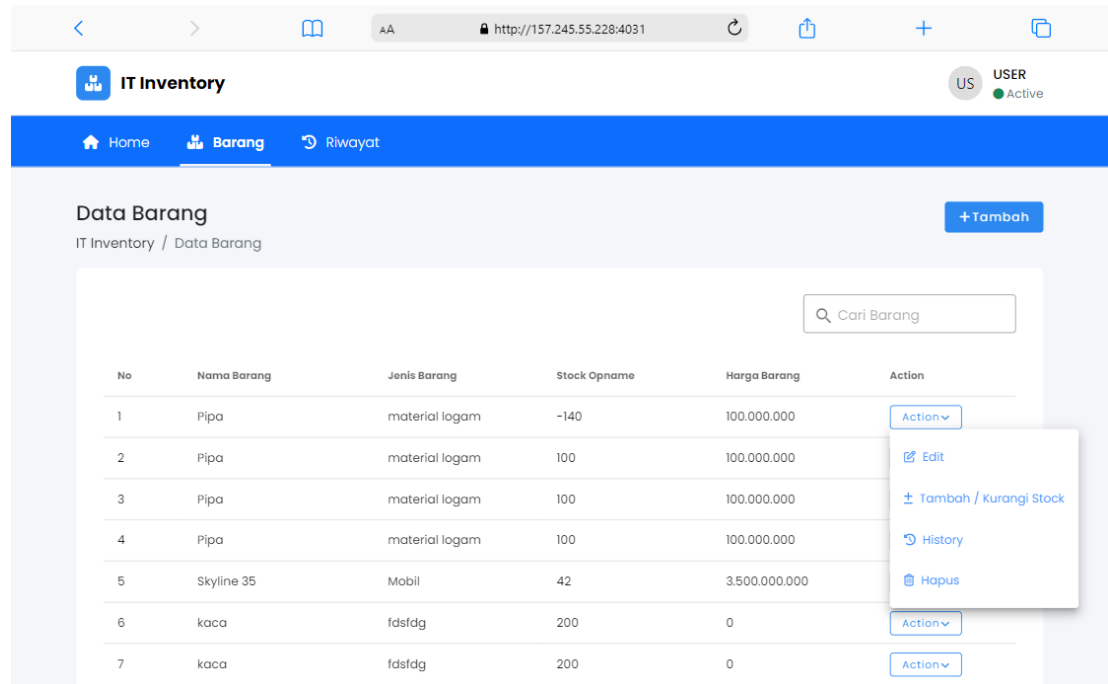 AA http://157.245.55.228:4031
IT Inventory
US USER
Active
Home Barang Riwayat
Data Barang
+Tambah
IT Inventory / Data Barang
Cari Barang
No Nama Barang Jenis Barang Stock Opname Harga Barang Action
1 Pipa material logam -140 100.000.000 Action
2 Pipa material logam 100 100.000.000
3 Pipa material logam 100 100.000.000
4 Pipa material logam 100 100.000.000
5 Skyline 35 Mobil 42 3.500.000.000
6 kaca fdsfdg 200 0 Action
7 kaca fdsfdg 200 0 Action
Edit
Tambah / Kurangi Stock
History
Hapus